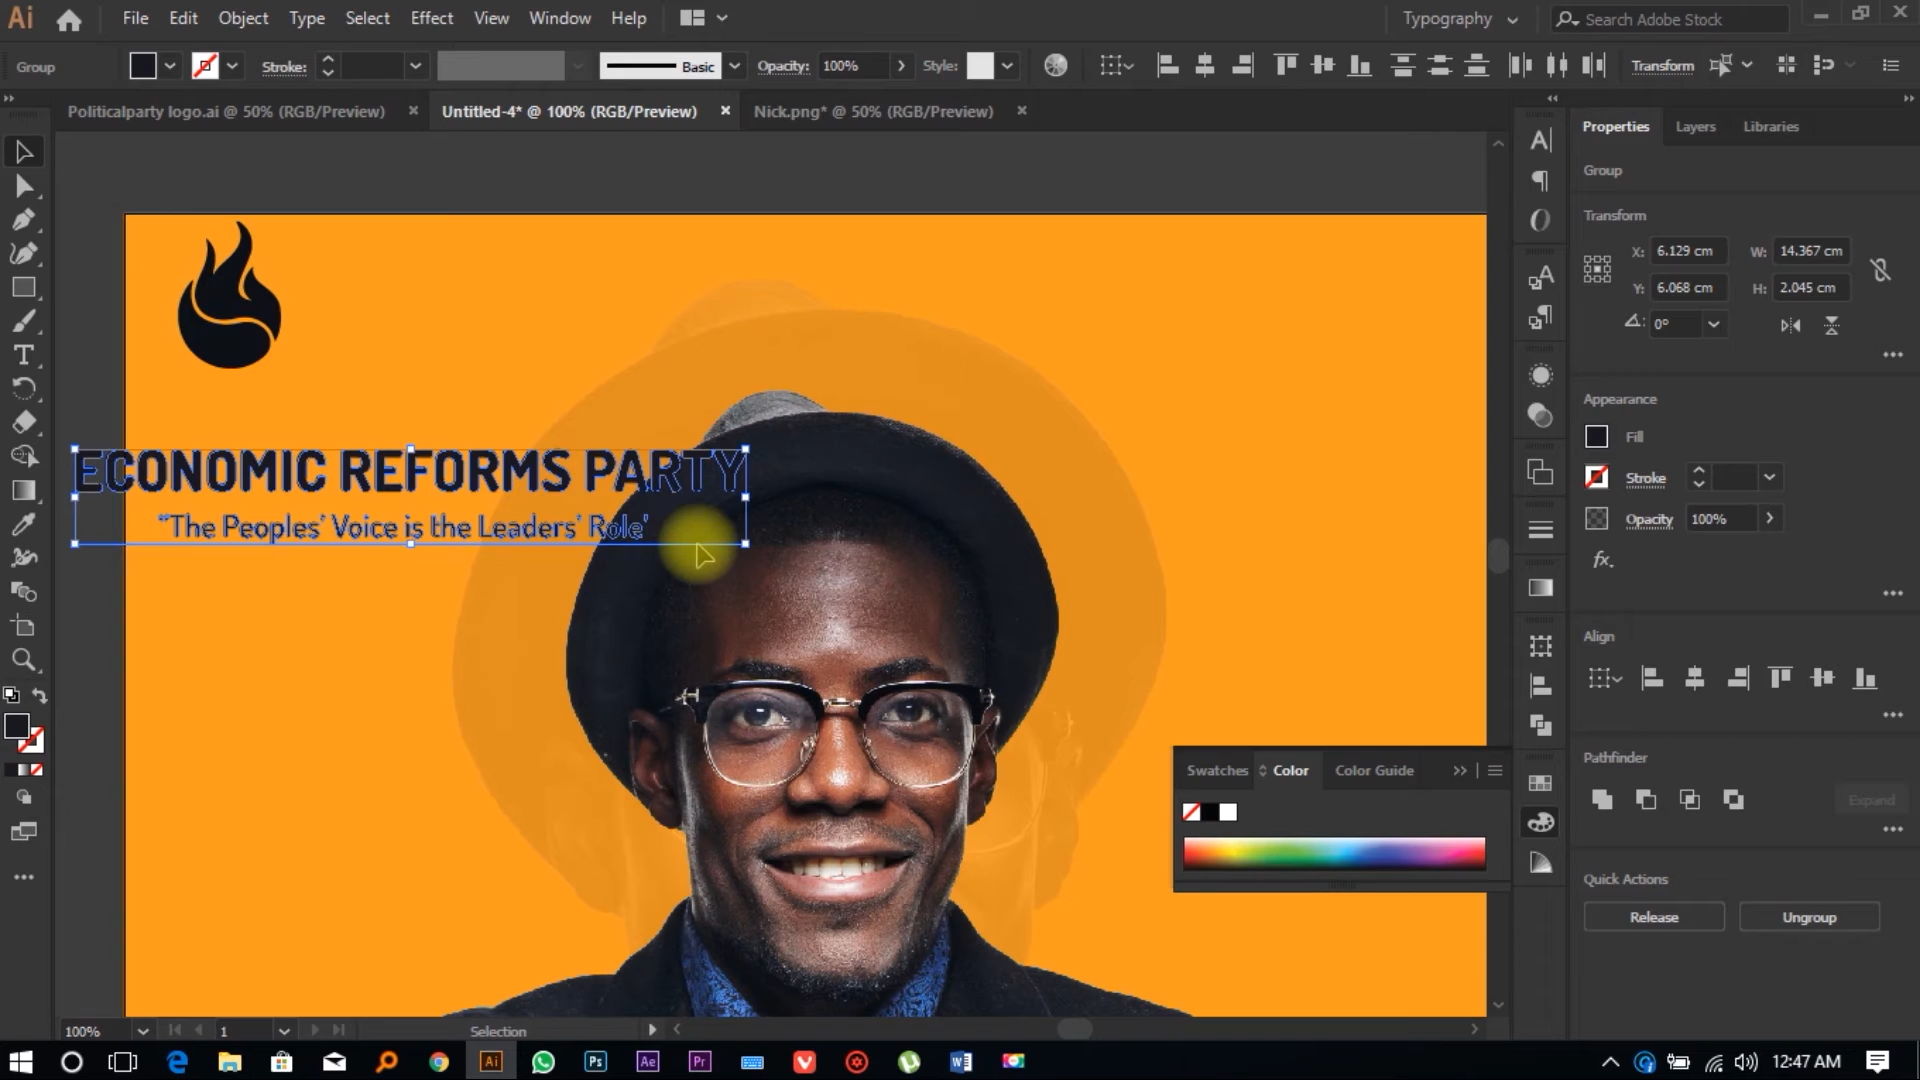 Ai File Edit Object Type Select Effect View Window Help Typography Search Adobe Stock
Group Stroke: Basic Opacity: 100% Style: Transform
Politicalparty logo.ai @ 50% (RGB/Preview) Untitled-4* @ 100% (RGB/Preview) Nick.png* @ 50% (RGB/Preview)
Properties Layers Libraries
Group
Transform
X: 6.129 cm W: 14.367 cm
Y: 6.068 cm H: 2.045 cm
0°
Appearance
Fill
Stroke
Opacity 100%
fx.
Align
Pathfinder
Expand
Quick Actions
Release Ungroup
ECONOMIC REFORMS PARTY
“The Peoples’ Voice is the Leaders’ Role'
Swatches Color Color Guide
100% 1 Selection
Ai Ps Ae Pr 12:47 AM